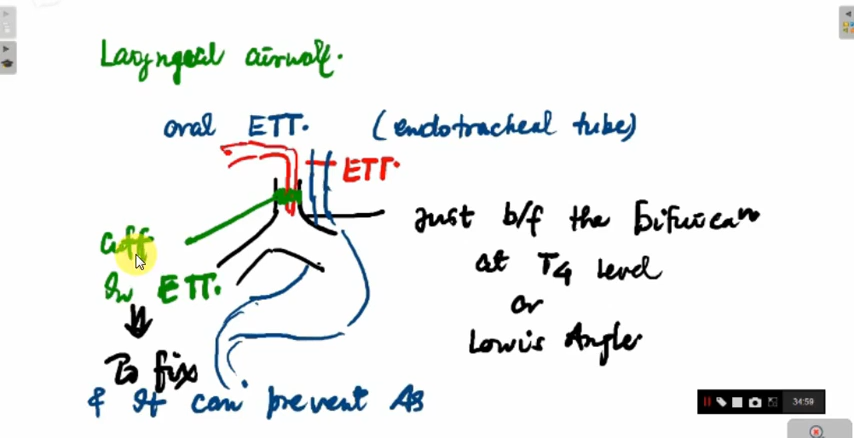 Laryngeal airway.
oral ETT. (endotracheal tube)
ETT.
Just b/f the Bifurcan
at T4 level
or
Lowis Angle.
cuff
In ETT.
To fix
& It can prevent As
34:59